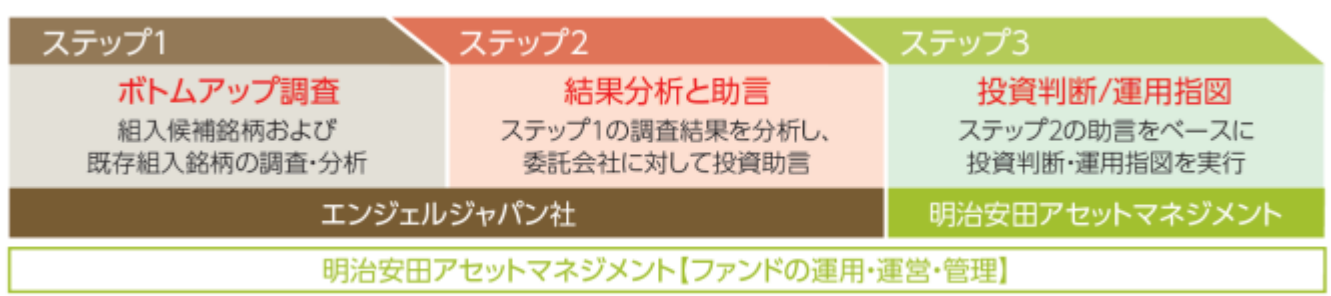 ステップ1
ステップ2
ステップ3
ボトムアップ調査
組入候補銘柄および
既存組入銘柄の調査・分析
結果分析と助言
ステップ1の調査結果を分析し、
委託会社に対して投資助言
投資判断/運用指図
ステップ2の助言をベースに
投資判断・運用指図を実行
エンジェルジャパン社
明治安田アセットマネジメント
明治安田アセットマネジメント【ファンドの運用・運営・管理】